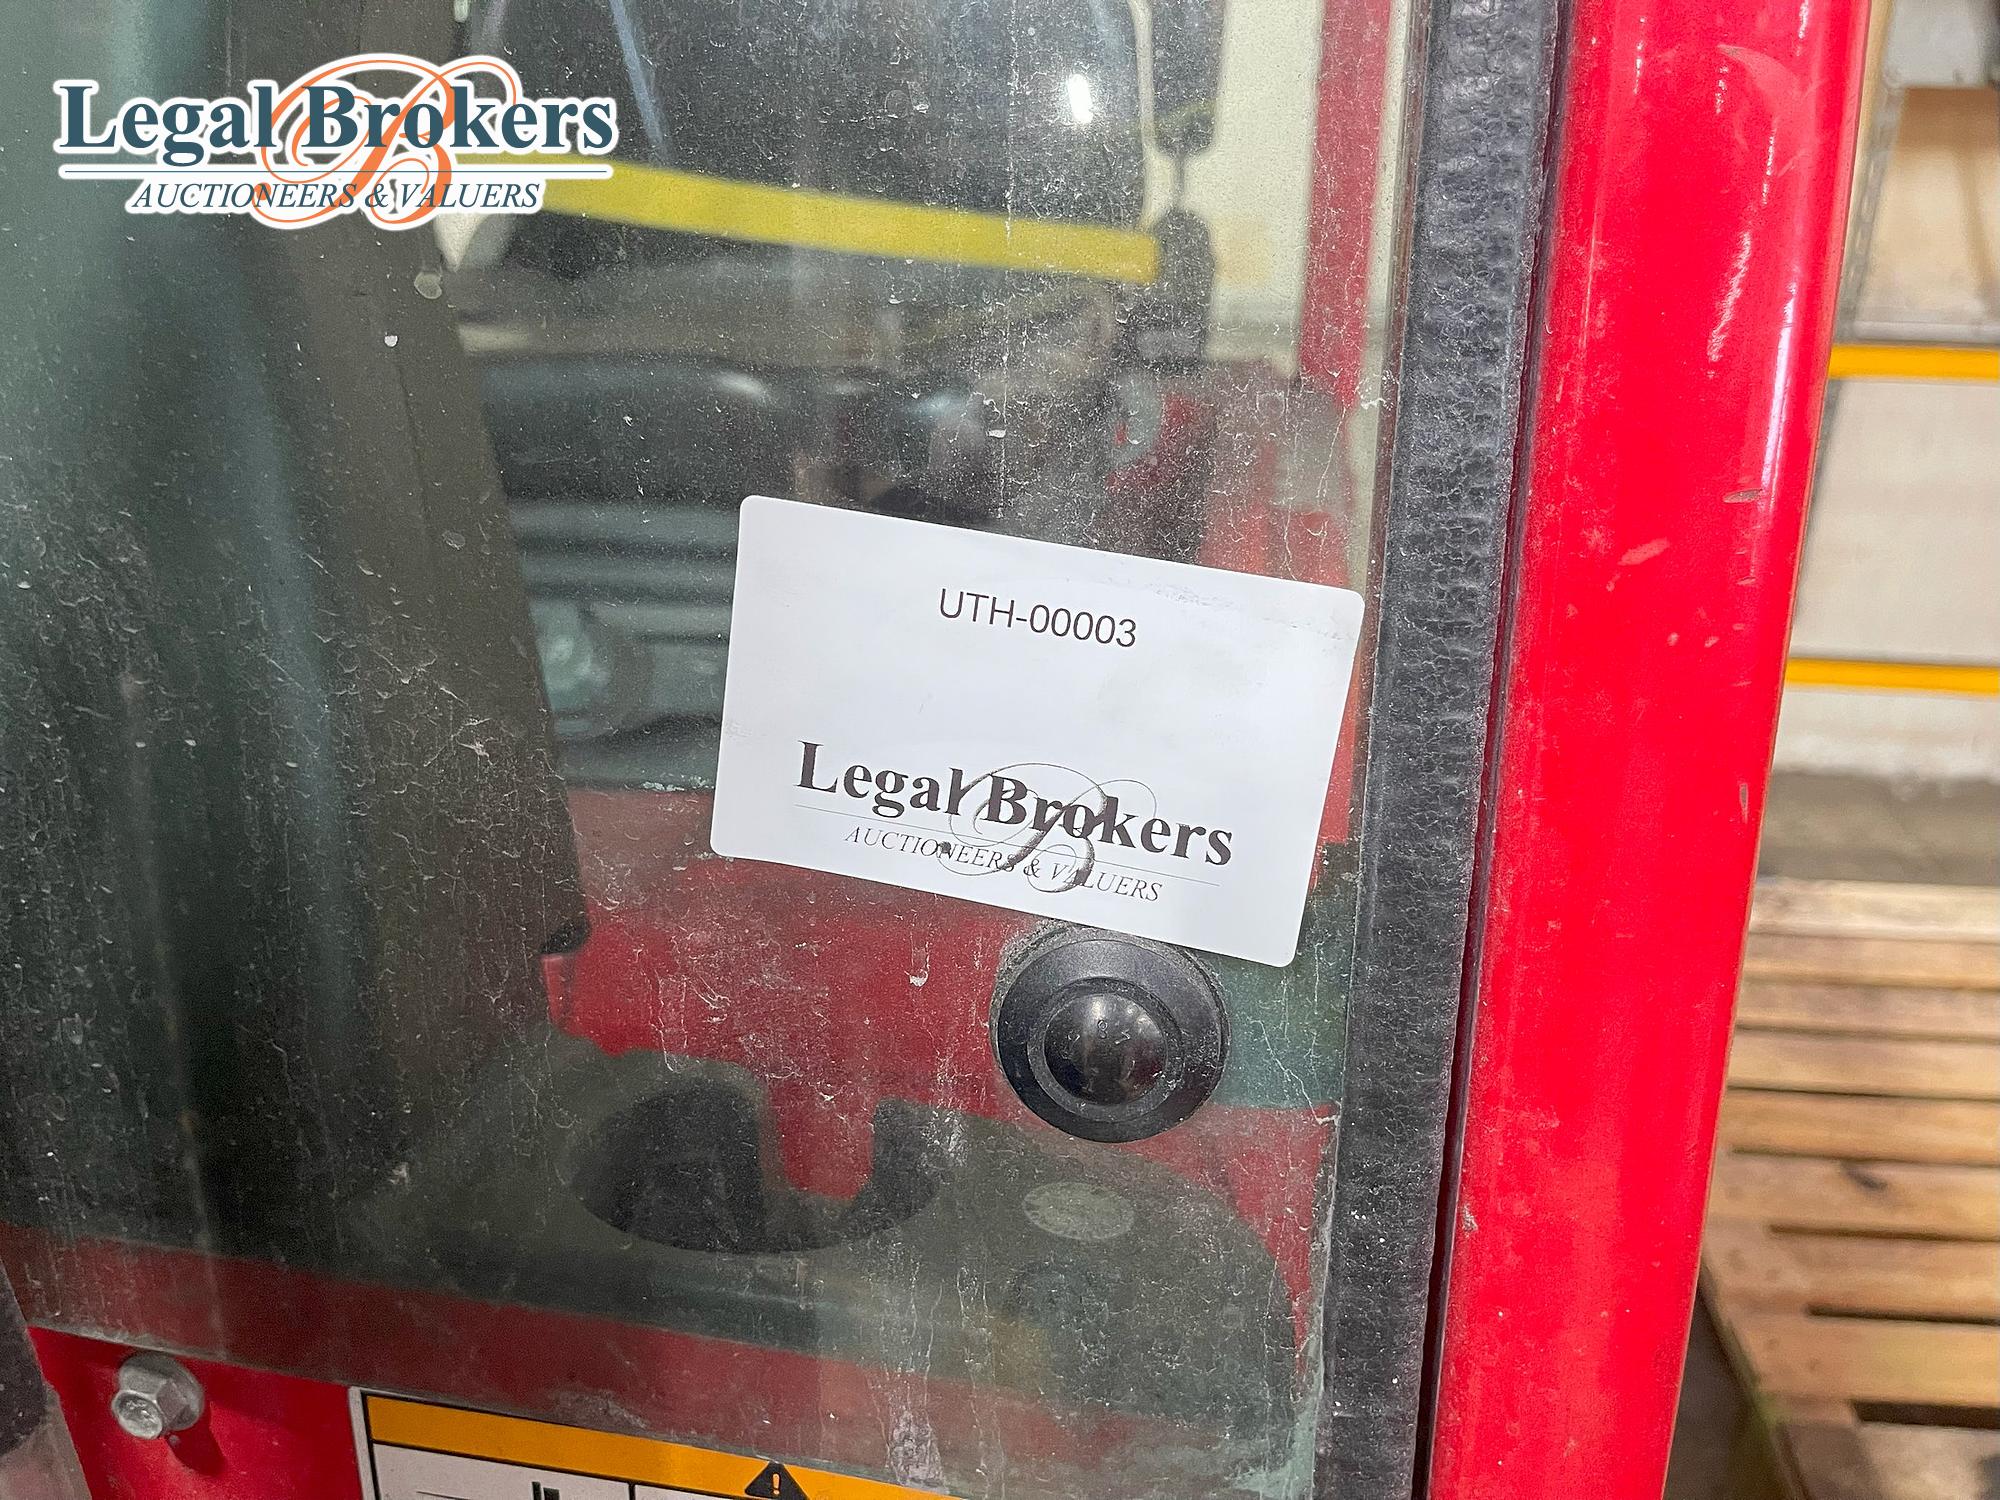 Legal Brokers
AUCTIONEERS & VALUERS
UTH-00003
Legal Brokers
AUCTIONEERS & VALUERS